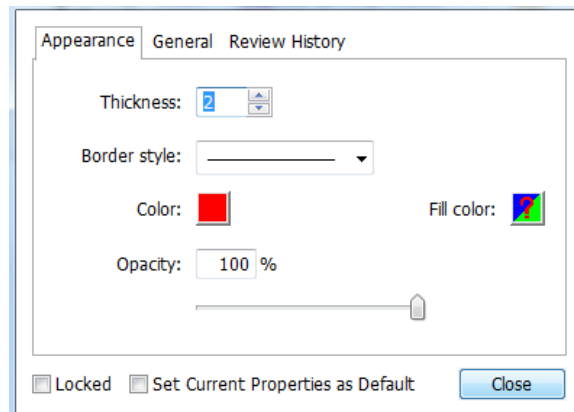 Appearance General Review History
Thickness: 2
Border style:
Color: Fill color: ?
Opacity: 100 %
Locked Set Current Properties as Default Close